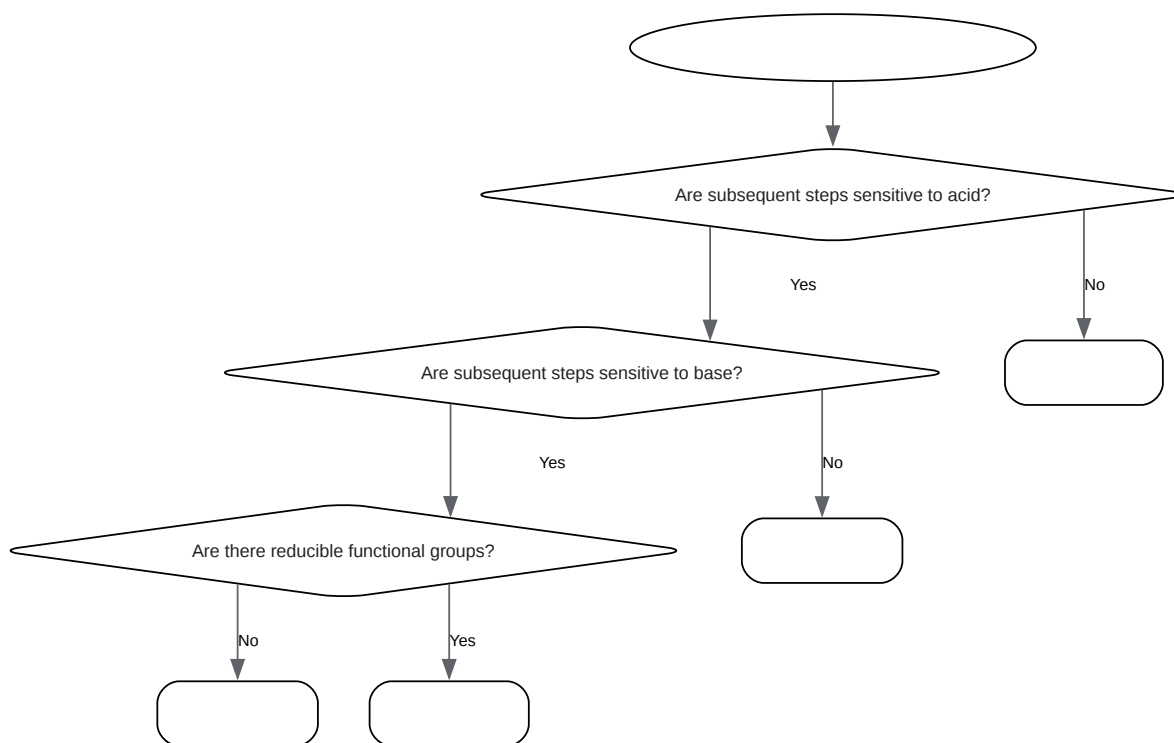 Are subsequent steps sensitive to acid?
Yes
No
Are subsequent steps sensitive to base?
Yes
No
Are there reducible functional groups?
No
Yes